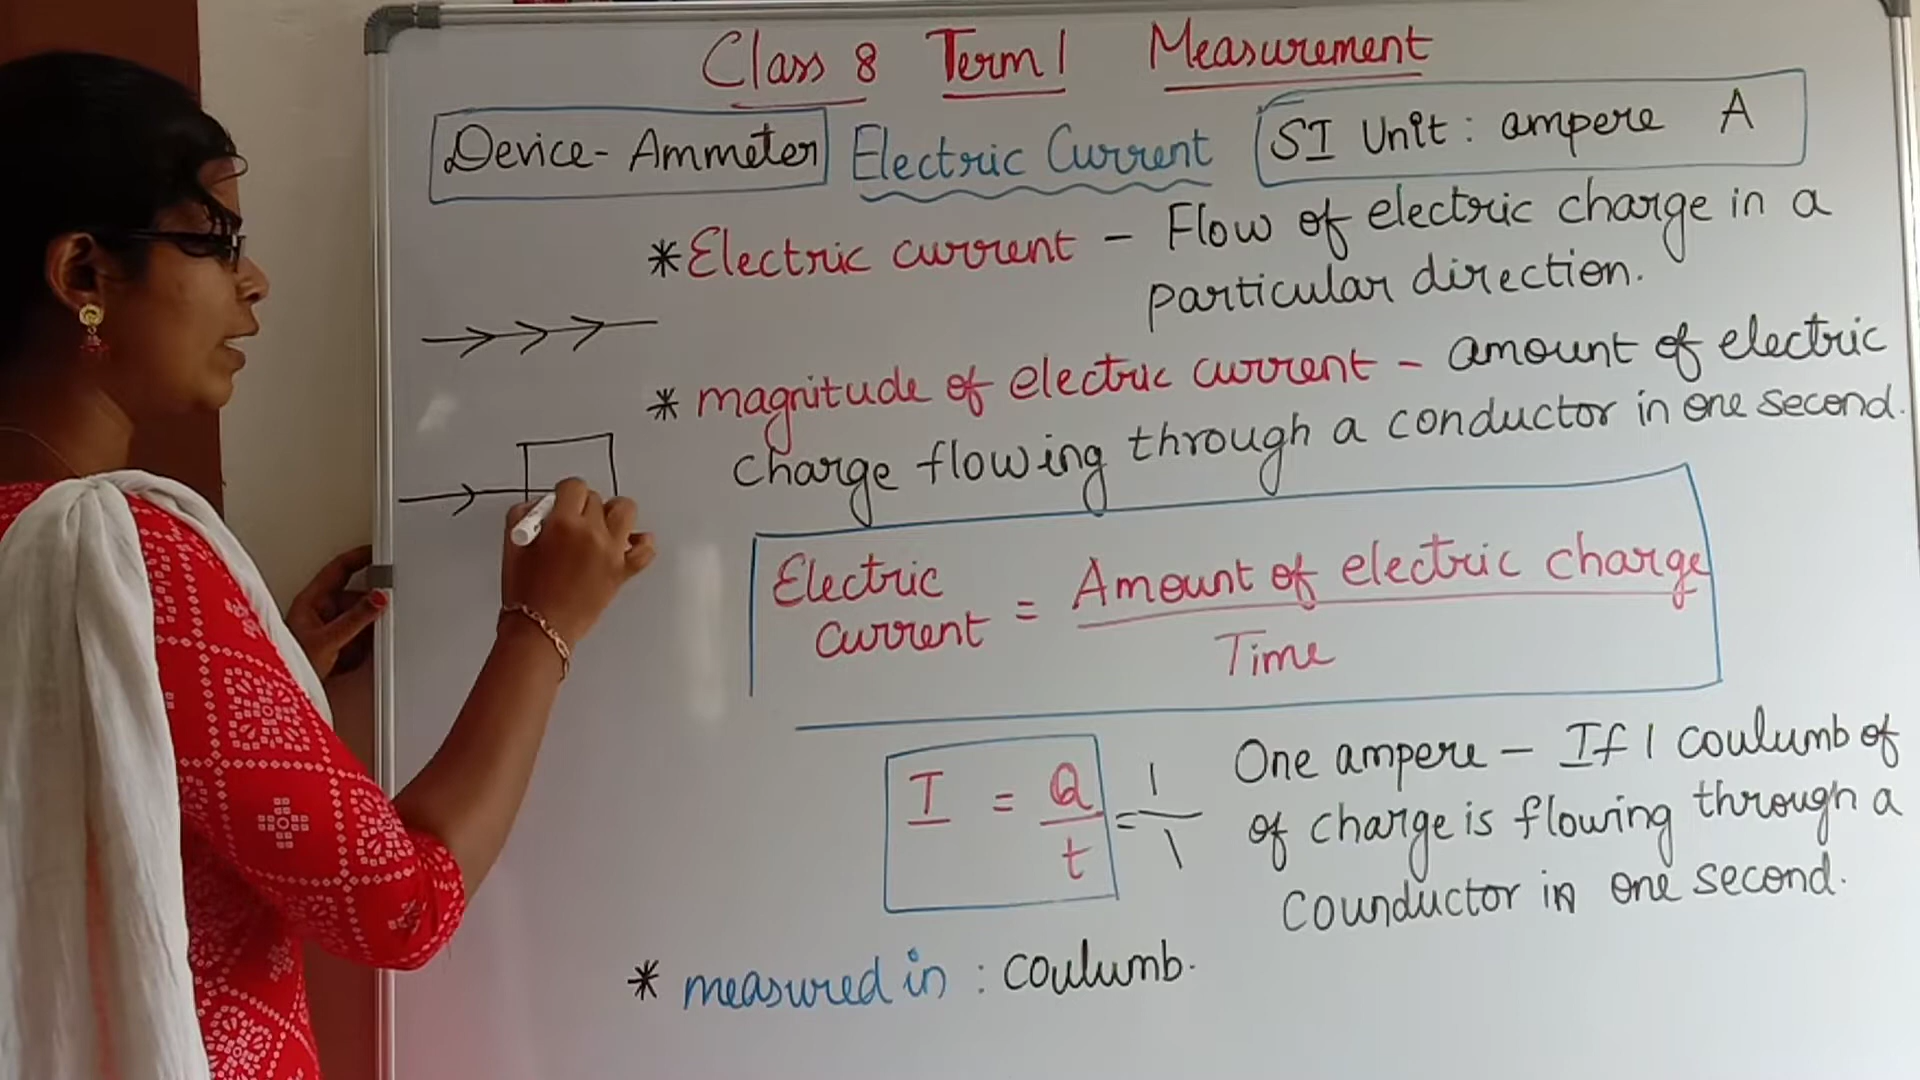 Class 8 Term 1 Measurement
Device - Ammeter Electric Current SI Unit : ampere A
* Electric current – Flow of electric charge in a
particular direction.
* magnitude of electric current – amount of electric
charge flowing through a conductor in one second.
Electric
current = Amount of electric charge
Time
I = Q/t = 1/1
One ampere – If 1 coulumb of
of charge is flowing through a
counductor in one second.
* measured in : coulumb.